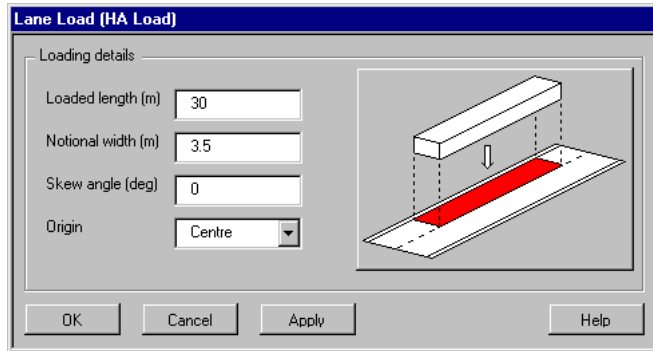 Lane Load (HA Load)
Loading details
Loaded length (m) 30
Notional width (m) 3.5
Skew angle (deg) 0
Origin Centre
OK Cancel Apply Help